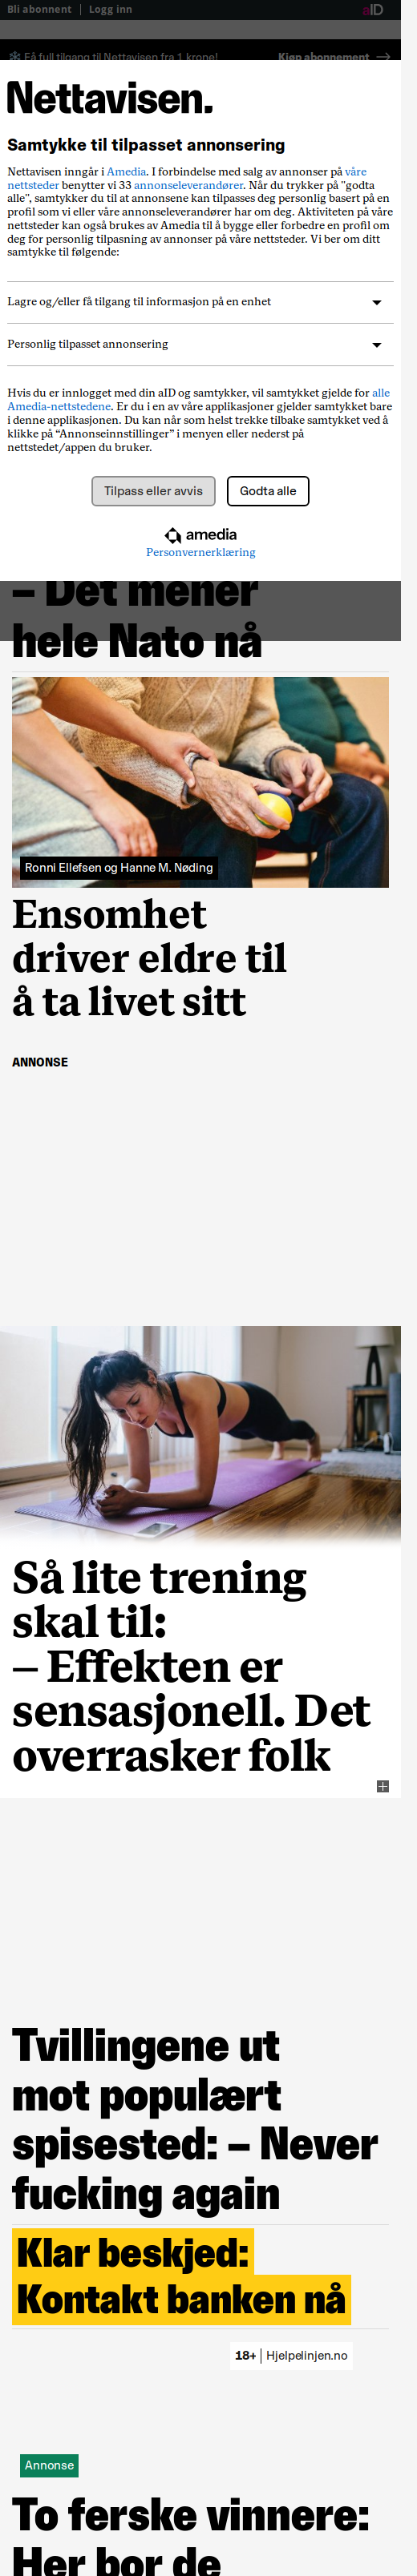 Bli abonnent | Logg inn
aID
Få full tilgang til Nettavisen fra 1 krone!
Kjøp abonnement →
Nettavisen.
Samtykke til tilpasset annonsering
Nettavisen inngår i Amedia. I forbindelse med salg av annonser på våre
nettsteder benytter vi 33 annonseleverandører. Når du trykker på "godta
alle", samtykker du til at annonsene kan tilpasses deg personlig basert på en
profil som vi eller våre annonseleverandører har om deg. Aktiviteten på våre
nettsteder kan også brukes av Amedia til å bygge eller forbedre en profil om
deg for personlig tilpasning av annonser på våre nettsteder. Vi ber om ditt
samtykke til følgende:
Lagre og/eller få tilgang til informasjon på en enhet
Personlig tilpasset annonsering
Hvis du er innlogget med din aID og samtykker, vil samtykket gjelde for alle
Amedia-nettstedene. Er du i en av våre applikasjoner gjelder samtykket bare
i denne applikasjonen. Du kan når som helst trekke tilbake samtykket ved å
klikke på “Annonseinnstillinger” i menyen eller nederst på
nettstedet/appen du bruker.
Tilpass eller avvis
Godta alle
amedia
Personvernerklæring
– Det mener
hele Nato nå
Ronni Ellefsen og Hanne M. Nøding
Ensomhet
driver eldre til
å ta livet sitt
ANNONSE
Så lite trening
skal til:
– Effekten er
sensasjonell. Det
overrasker folk
Tvillingene ut
mot populært
spisested: – Never
fucking again
Klar beskjed:
Kontakt banken nå
18+ | Hjelpelinjen.no
Annonse
To ferske vinnere:
Her bor de